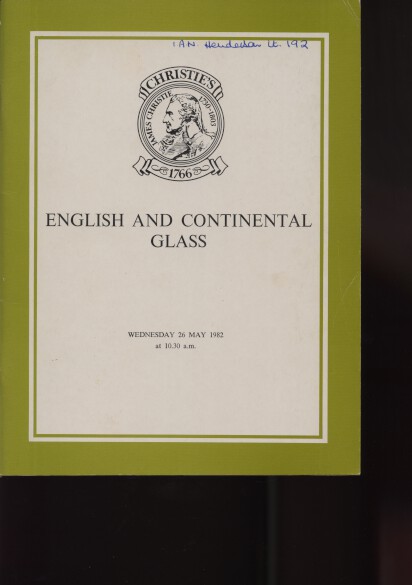 IAN Henderson Lt. 192
CHRISTIE'S
JAMES CHRISTIE 1730-1803
1766
ENGLISH AND CONTINENTAL
GLASS
WEDNESDAY 26 MAY 1982
at 10.30 a.m.